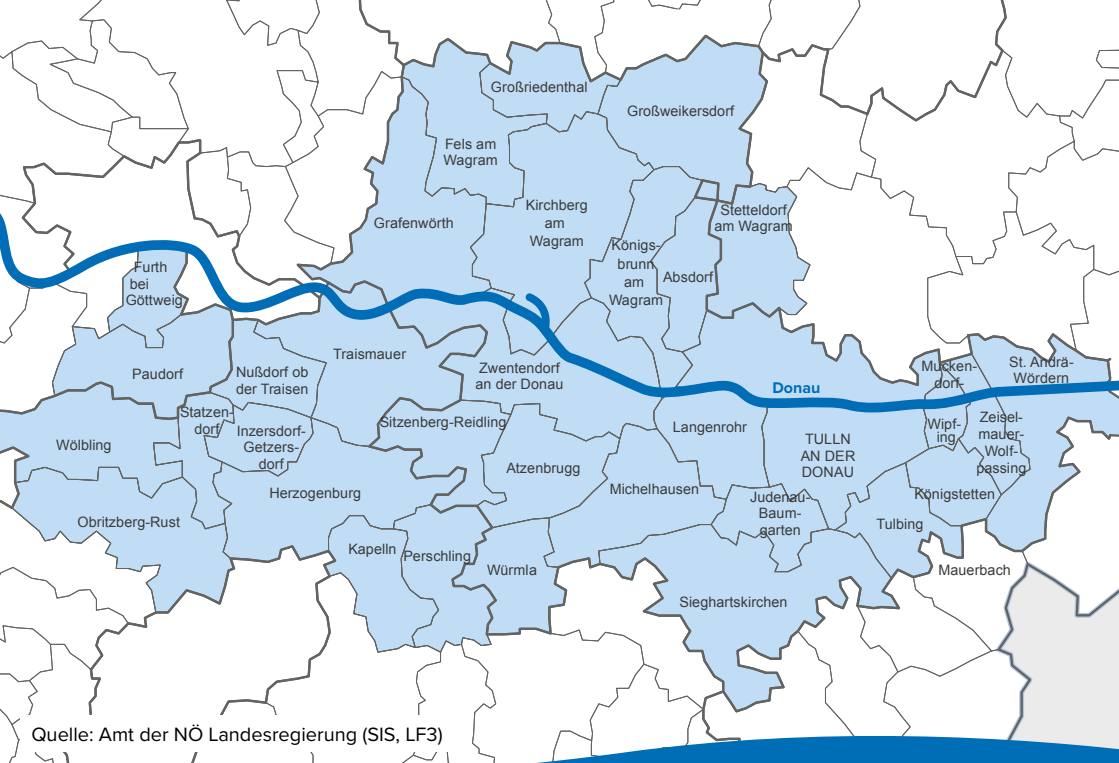 Großriedenthal
Großweikersdorf
Fels am
Wagram
Grafenwörth
Kirchberg
am
Wagram
Stetteldorf
am Wagram
Königs-
brunn
am
Wagram
Absdorf
Furth
bei
Göttweig
Traismauer
Paudorf
Nußdorf ob
der Traisen
Zwentendorf
an der Donau
Donau
Mucken-
dorf-
Wipf-
ing
St. Andrä-
Wördern
Statzen-
dorf
Inzersdorf-
Getzers-
dorf
Sitzenberg-Reidling
Langenrohr
TULLN
AN DER
DONAU
Zeisel-
mauer-
Wolf-
passing
Wölbling
Atzenbrugg
Michelhausen
Herzogenburg
Judenau-
Baum-
garten
Königstetten
Obritzberg-Rust
Tulbing
Kapelln
Perschling
Würmla
Mauerbach
Sieghartskirchen
Quelle: Amt der NÖ Landesregierung (SIS, LF3)